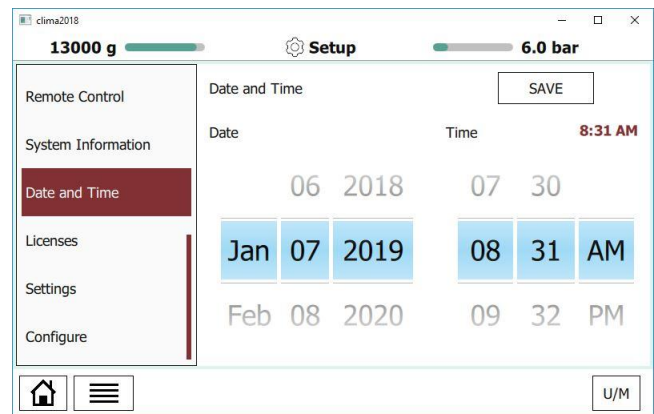 clima2018
13000 g Setup 6.0 bar
Remote Control
System Information
Date and Time
Licenses
Settings
Configure
Date and Time SAVE
Date Time 8:31 AM
06 2018 07 30
Jan 07 2019 08 31 AM
Feb 08 2020 09 32 PM
U/M